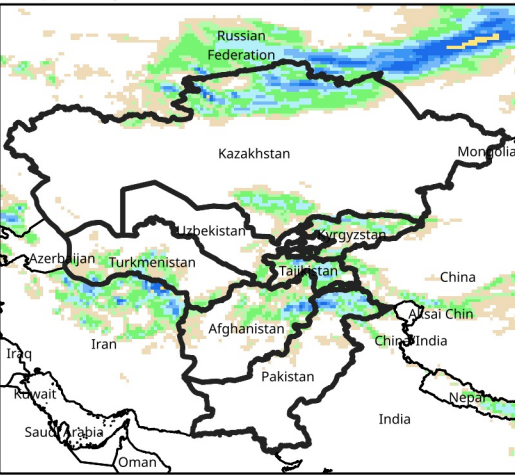 Russian
Federation
Kazakhstan
Mongolia
Uzbekistan
Kyrgyzstan
Azerbaijan
Turkmenistan
Tajikistan
China
Aksai Chin
Afghanistan
Iran
China/India
Iraq
Pakistan
Kuwait
Nepal
India
Saudi Arabia
Oman